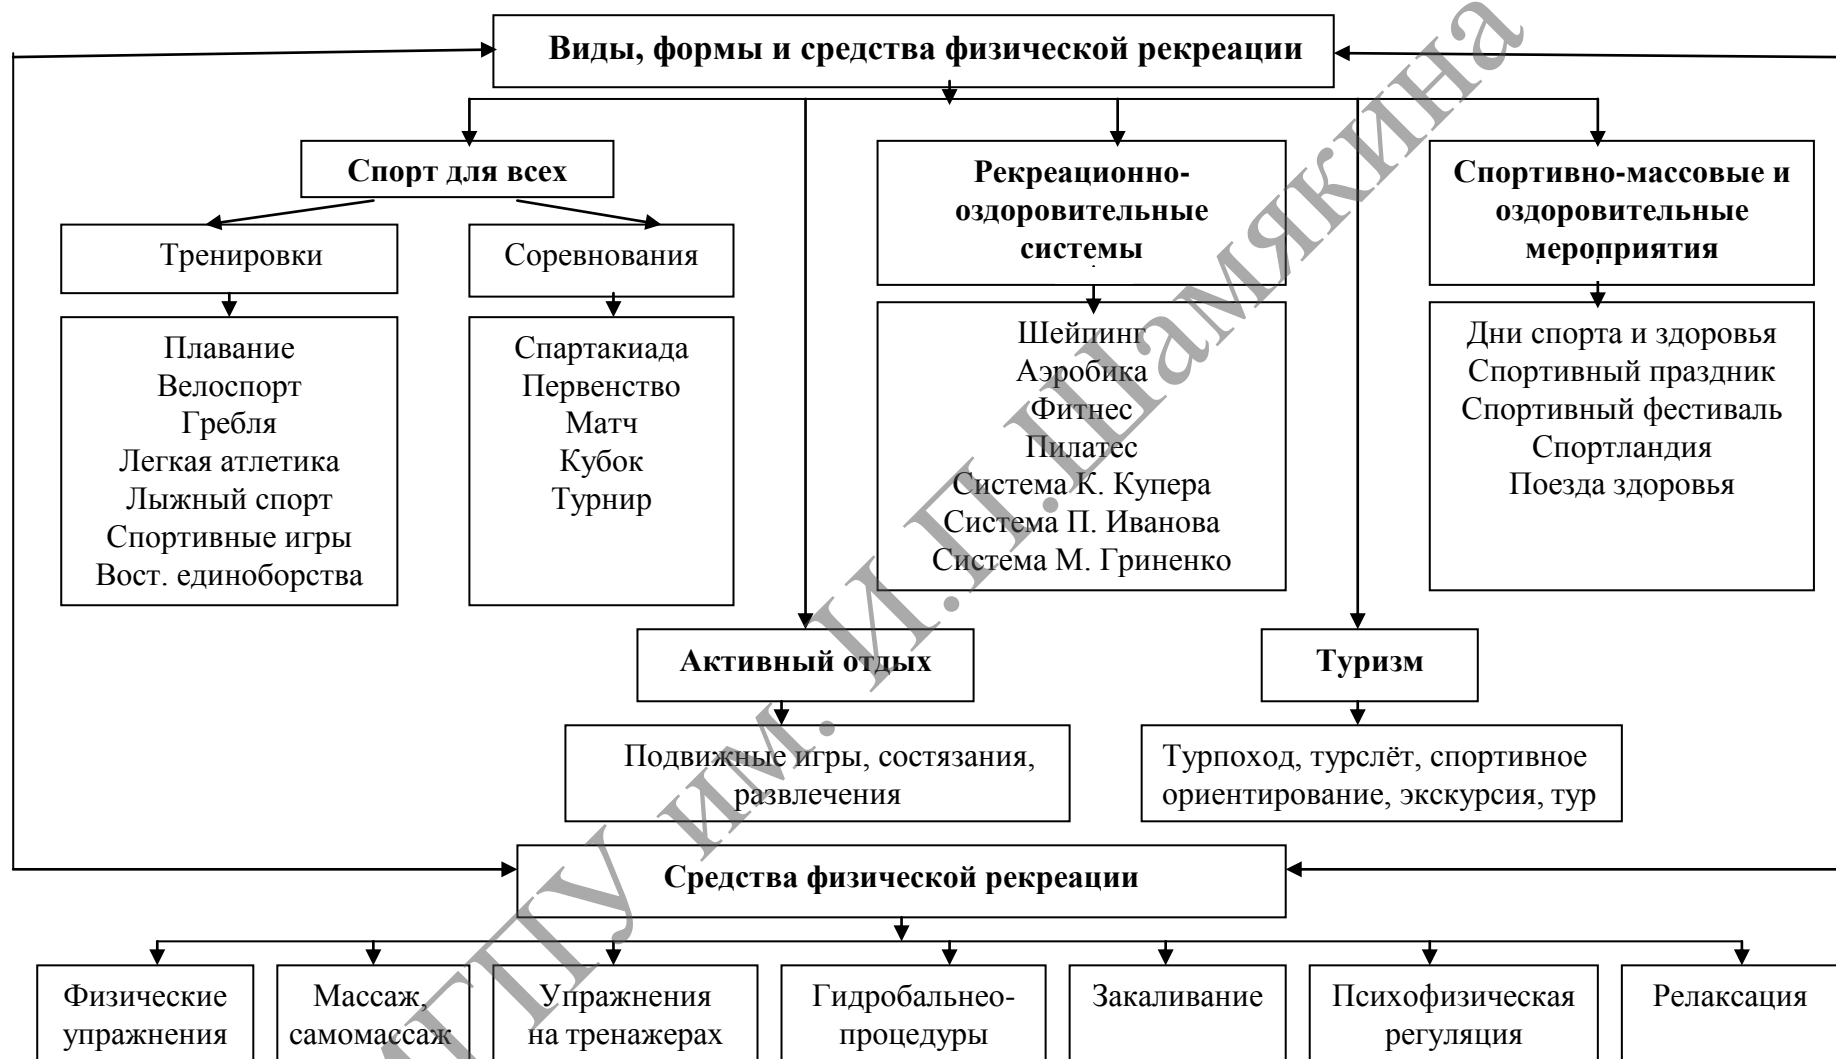 Виды, формы и средства физической рекреации
Спорт для всех
Рекреационно-
оздоровительные
системы
Спортивно-массовые и
оздоровительные
мероприятия
Тренировки
Соревнования
Плавание
Велоспорт
Гребля
Легкая атлетика
Лыжный спорт
Спортивные игры
Вост. единоборства
Спартакиада
Первенство
Матч
Кубок
Турнир
Шейпинг
Аэробика
Фитнес
Пилатес
Система К. Купера
Система П. Иванова
Система М. Гриненко
Дни спорта и здоровья
Спортивный праздник
Спортивный фестиваль
Спортландия
Поезда здоровья
Активный отдых
Туризм
Подвижные игры, состязания,
развлечения
Турпоход, турслёт, спортивное
ориентирование, экскурсия, тур
Средства физической рекреации
Физические
упражнения
Массаж,
самомассаж
Упражнения
на тренажерах
Гидробальнео-
процедуры
Закаливание
Психофизическая
регуляция
Релаксация
МГПУ им. И.П.Шамякина